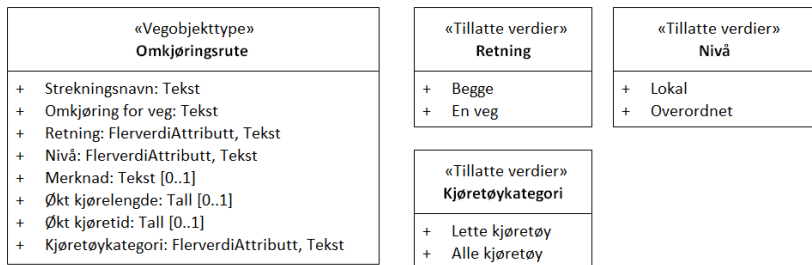 «Vegobjekttype»
Omkjøringsrute
+ Strekningsnavn: Tekst
+ Omkjøring for veg: Tekst
+ Retning: FlerverdiAttributt, Tekst
+ Nivå: FlerverdiAttributt, Tekst
+ Merknad: Tekst [0..1]
+ Økt kjørelengde: Tall [0..1]
+ Økt kjøretid: Tall [0..1]
+ Kjøretøykategori: FlerverdiAttributt, Tekst
«Tillatte verdier»
Retning
+ Begge
+ En veg
«Tillatte verdier»
Nivå
+ Lokal
+ Overordnet
«Tillatte verdier»
Kjøretøykategori
+ Lette kjøretøy
+ Alle kjøretøy